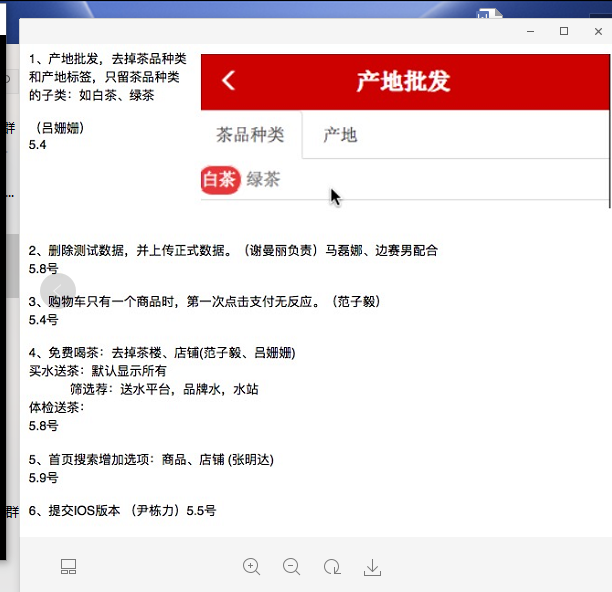 1、产地批发，去掉茶品种类
和产地标签，只留茶品种类
的子类：如白茶、绿茶
（吕姗姗）
5.4
产地批发
茶品种类 产地
白茶 绿茶
2、删除测试数据，并上传正式数据。（谢曼丽负责）马磊娜、边赛男配合
5.8号
3、购物车只有一个商品时，第一次点击支付无反应。（范子毅）
5.4号
4、免费喝茶：去掉茶楼、店铺(范子毅、吕姗姗)
买水送茶：默认显示所有
筛选荐：送水平台，品牌水，水站
体检送茶：
5.8号
5、首页搜索增加选项：商品、店铺 (张明达)
5.9号
6、提交IOS版本 （尹栋力）5.5号
群
群